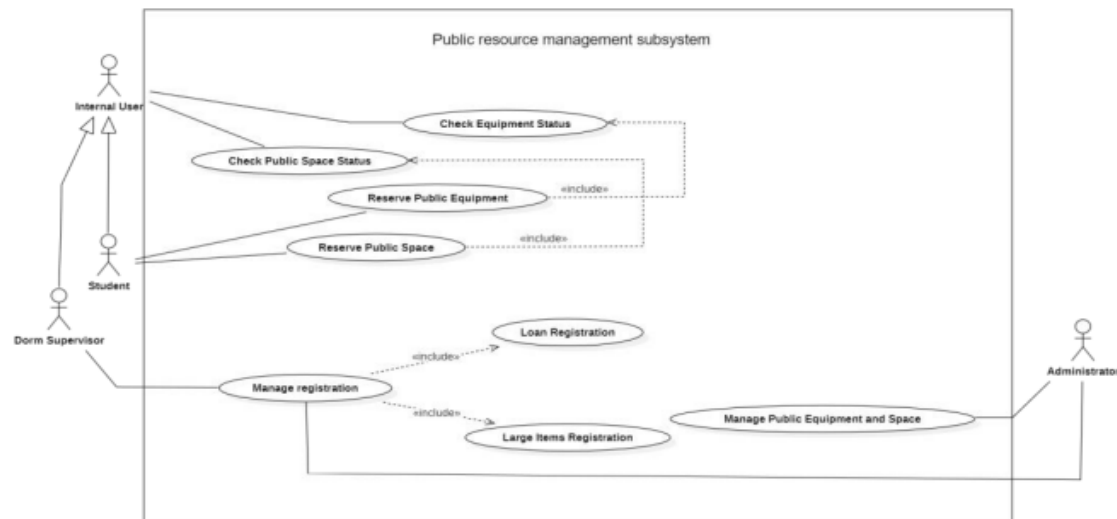 Public resource management subsystem
Internal User
Check Equipment Status
Check Public Space Status
Reserve Public Equipment
«include»
Reserve Public Space
«include»
Student
Dorm Supervisor
Loan Registration
«include»
Administrator
Manage registration
«include»
Manage Public Equipment and Space
Large Items Registration